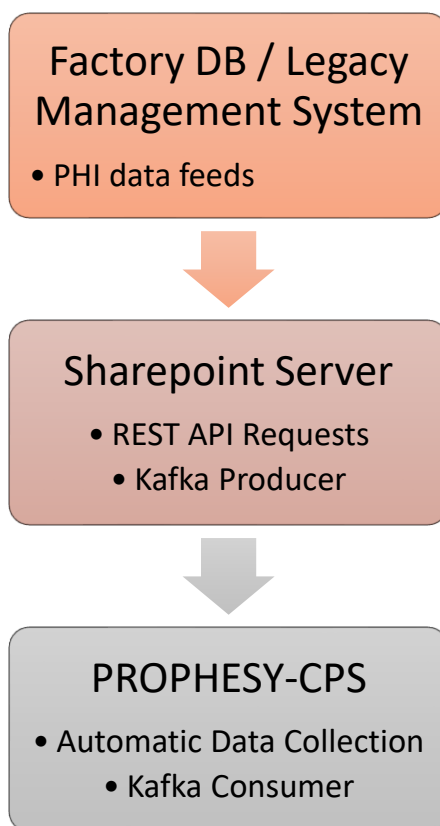 Factory DB / Legacy
Management System
• PHI data feeds
Sharepoint Server
• REST API Requests
• Kafka Producer
PROPHESY-CPS
• Automatic Data Collection
• Kafka Consumer